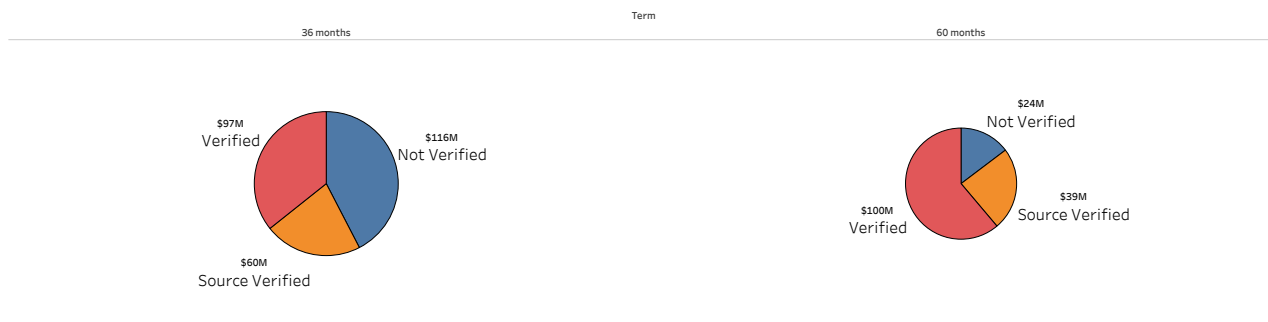 Term
36 months
60 months
$97M
Verified
$116M
Not Verified
$60M
Source Verified
$24M
Not Verified
$39M
Source Verified
$100M
Verified